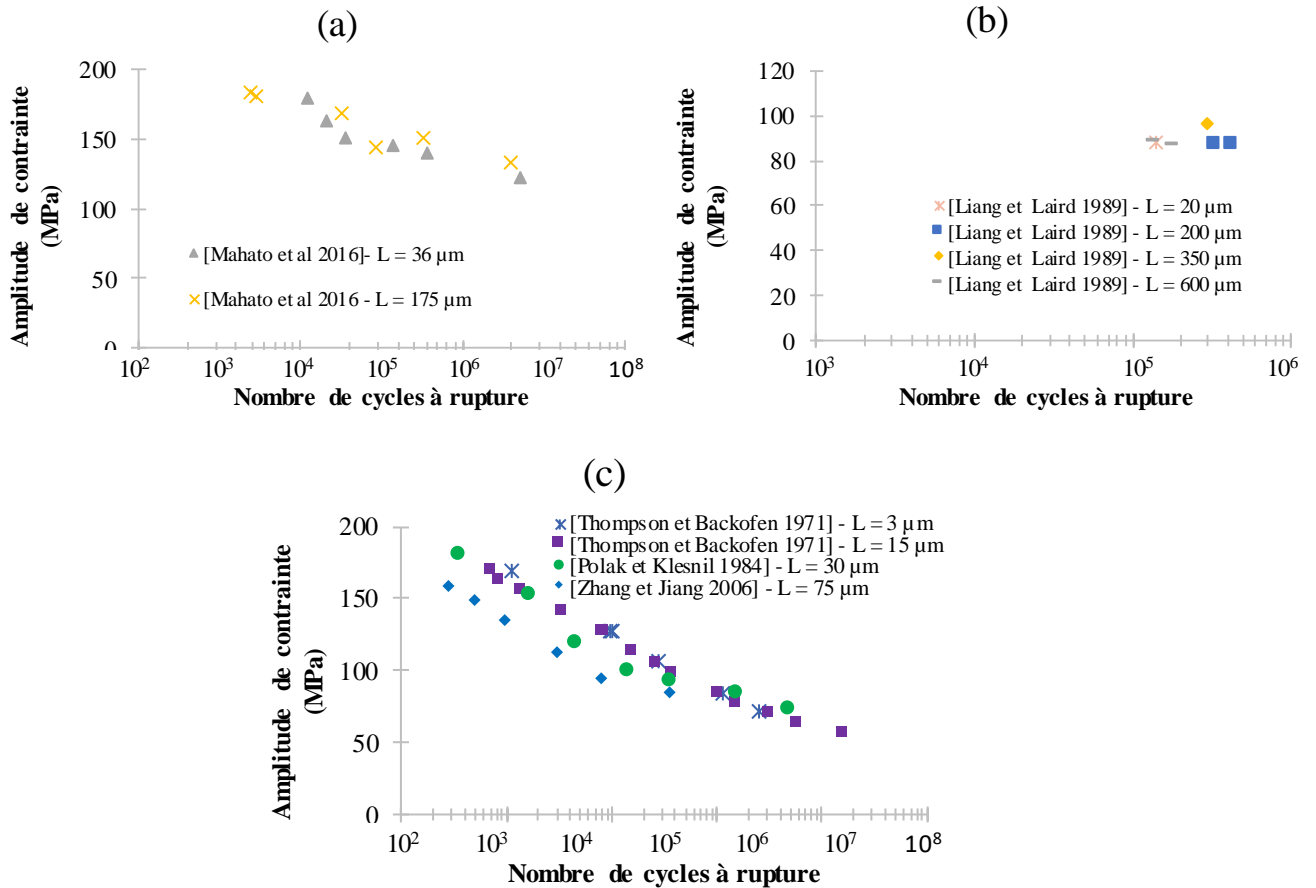 (a)
200
150
100
50
0
Amplitude de contrainte
(MPa)
[Mahato et al 2016]- L = 36 µm
[Mahato et al 2016 - L = 175 µm
10² 10³ 10⁴ 10⁵ 10⁶ 10⁷ 10⁸
Nombre de cycles à rupture
(b)
120
100
80
60
40
20
0
Amplitude de contrainte
(MPa)
[Liang et Laird 1989] - L = 20 µm
[Liang et Laird 1989] - L = 200 µm
[Liang et Laird 1989] - L = 350 µm
[Liang et Laird 1989] - L = 600 µm
10³ 10⁴ 10⁵ 10⁶
Nombre de cycles à rupture
(c)
200
150
100
50
0
Amplitude de contrainte
(MPa)
[Thompson et Backofen 1971] - L = 3 µm
[Thompson et Backofen 1971] - L = 15 µm
[Polak et Klesnil 1984] - L = 30 µm
[Zhang et Jiang 2006] - L = 75 µm
10² 10³ 10⁴ 10⁵ 10⁶ 10⁷ 10⁸
Nombre de cycles à rupture